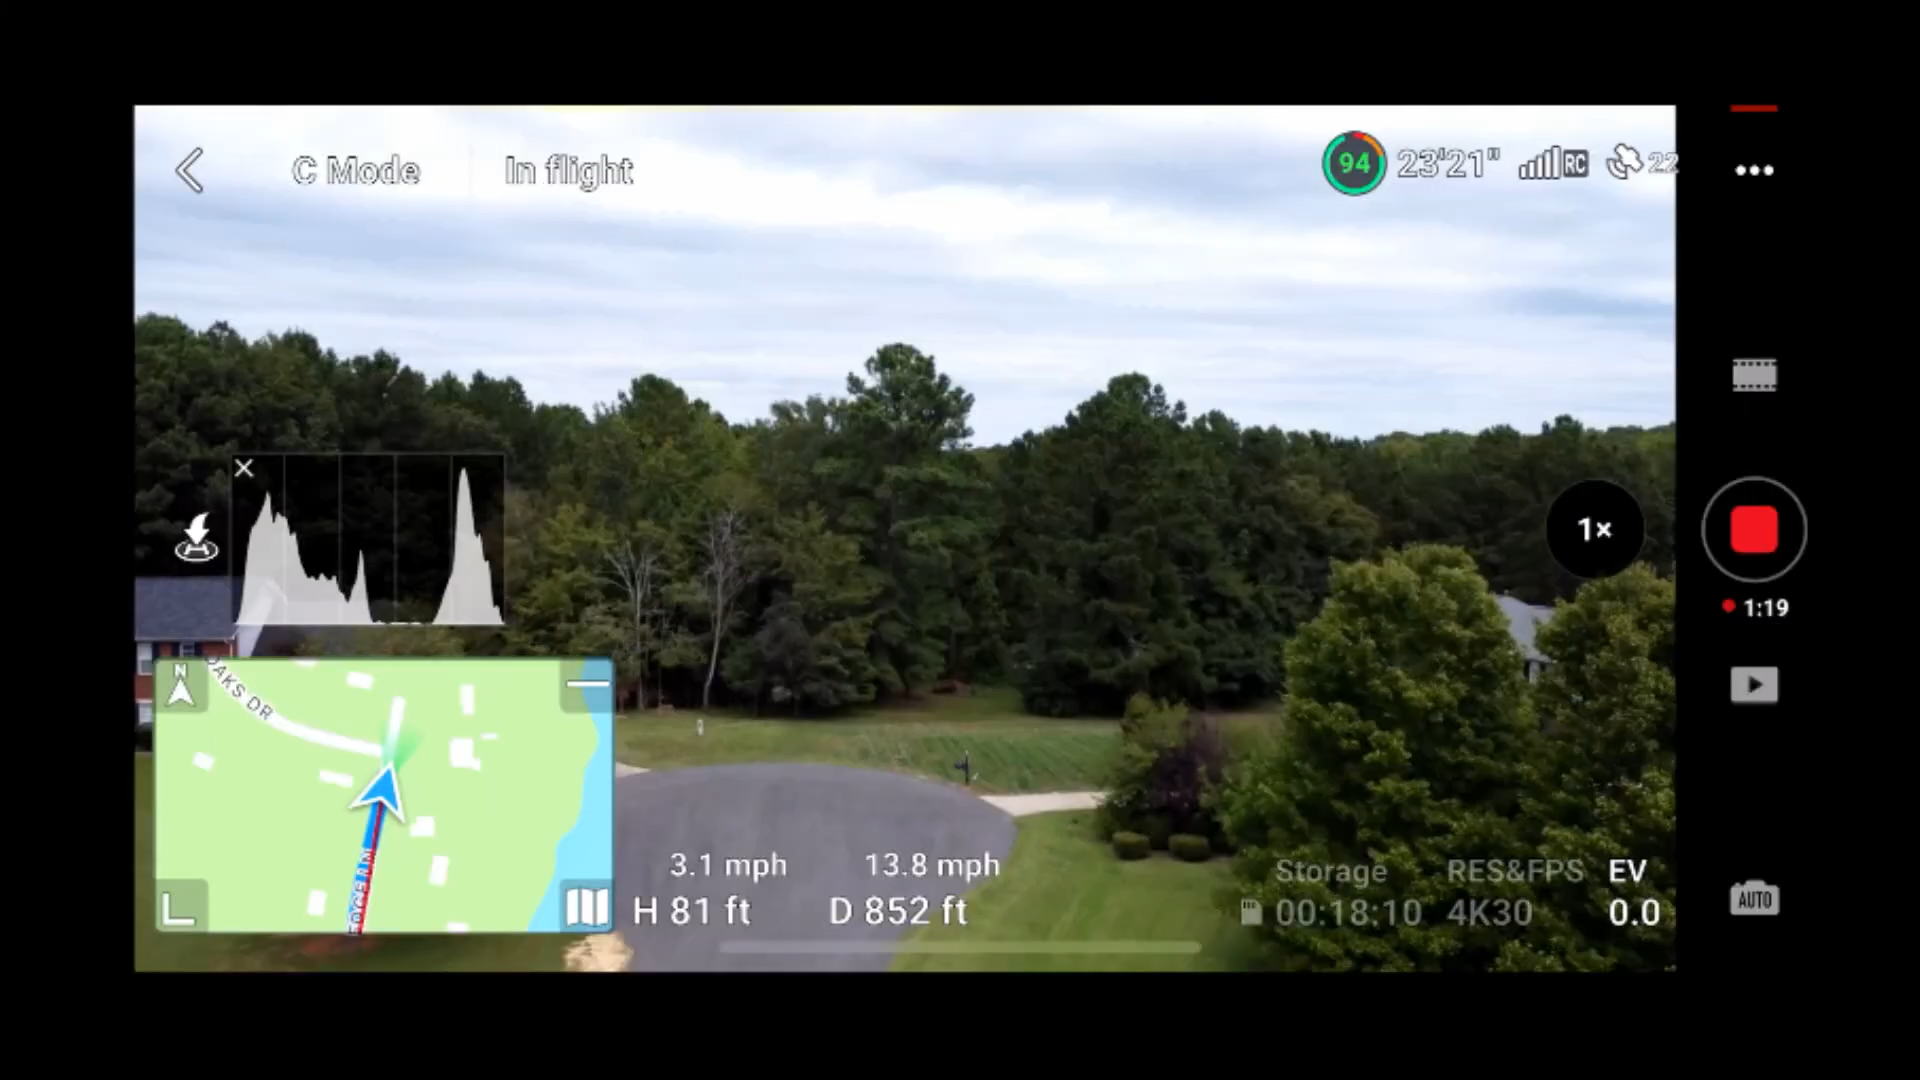 C Mode
In flight
94
23'21"
RC
22
1×
1:19
N
OAKS DR
3.1 mph
13.8 mph
H 81 ft
D 852 ft
Storage
00:18:10
RES&FPS
4K30
EV
0.0
AUTO